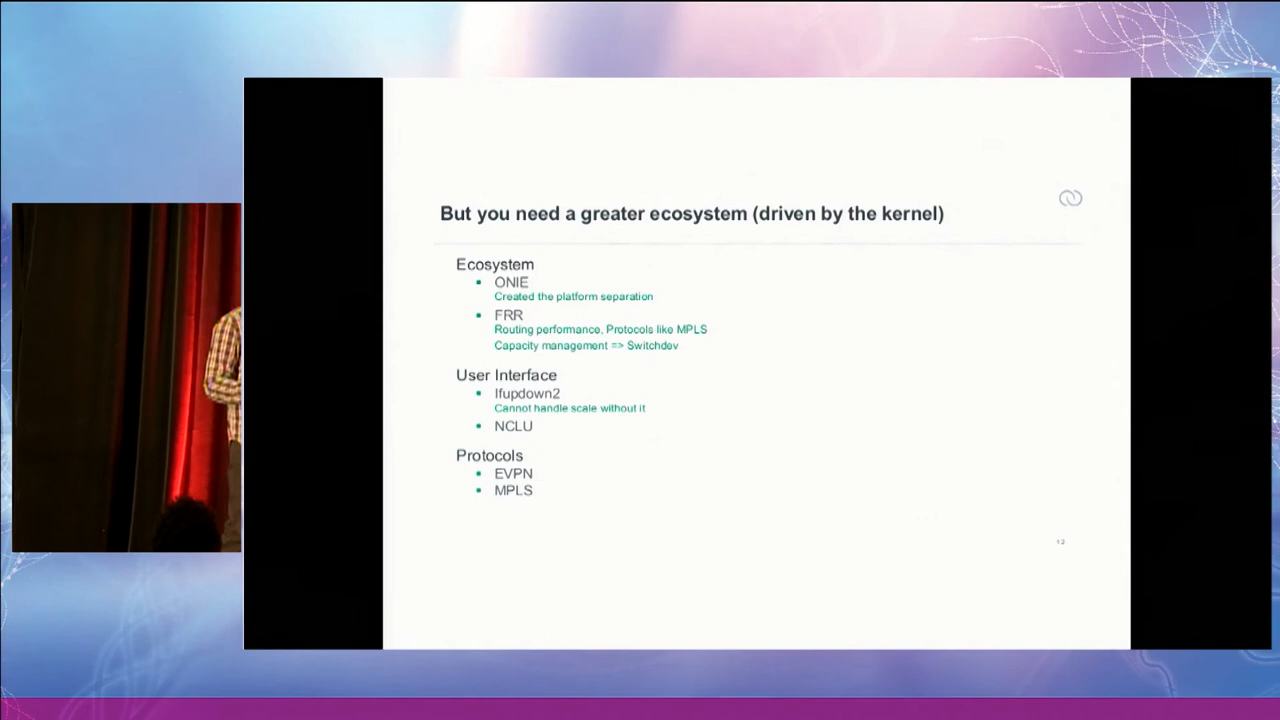 But you need a greater ecosystem (driven by the kernel)
Ecosystem
• ONIE
Created the platform separation
• FRR
Routing performance, Protocols like MPLS
Capacity management => Switchdev
User Interface
• Ifupdown2
Cannot handle scale without it
• NCLU
Protocols
• EVPN
• MPLS
12